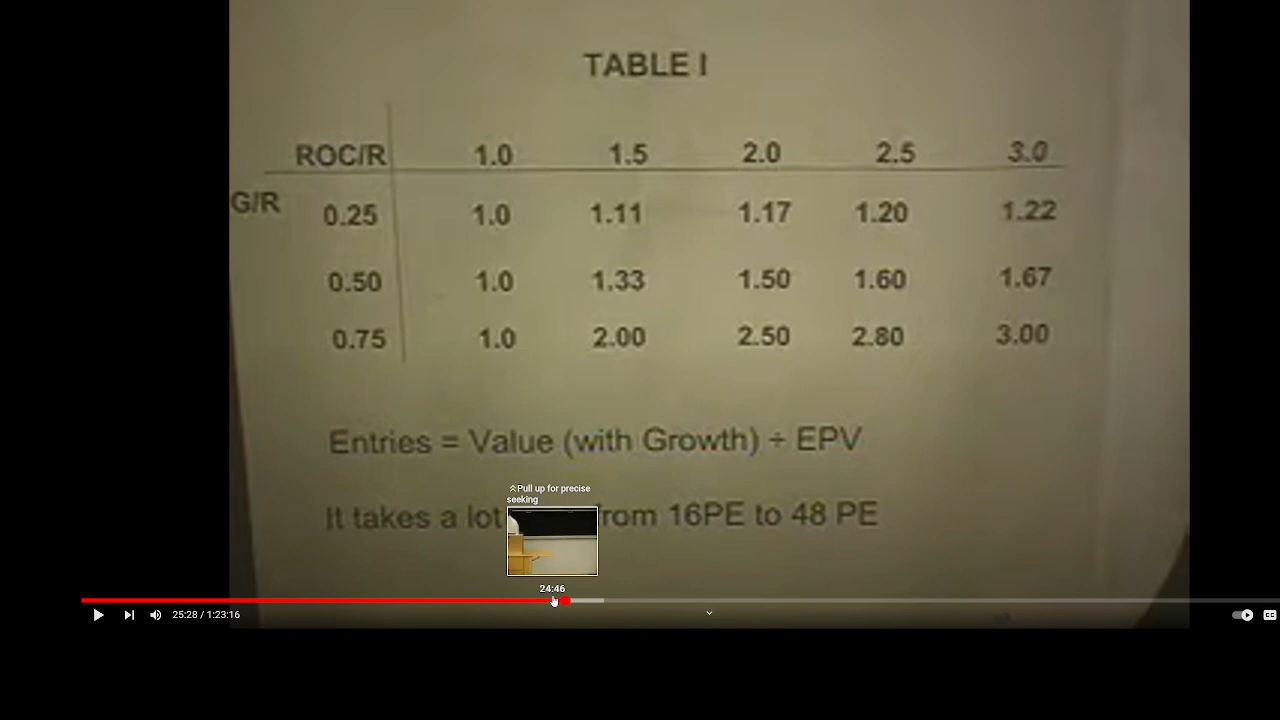 TABLE I
ROC/R 1.0 1.5 2.0 2.5 3.0
G/R 0.25 1.0 1.11 1.17 1.20 1.22
0.50 1.0 1.33 1.50 1.60 1.67
0.75 1.0 2.00 2.50 2.80 3.00
Entries = Value (with Growth) ÷ EPV
Pull up for precise
seeking
It takes a lot from 16PE to 48 PE
24:46
25:28 / 1:23:16
CC